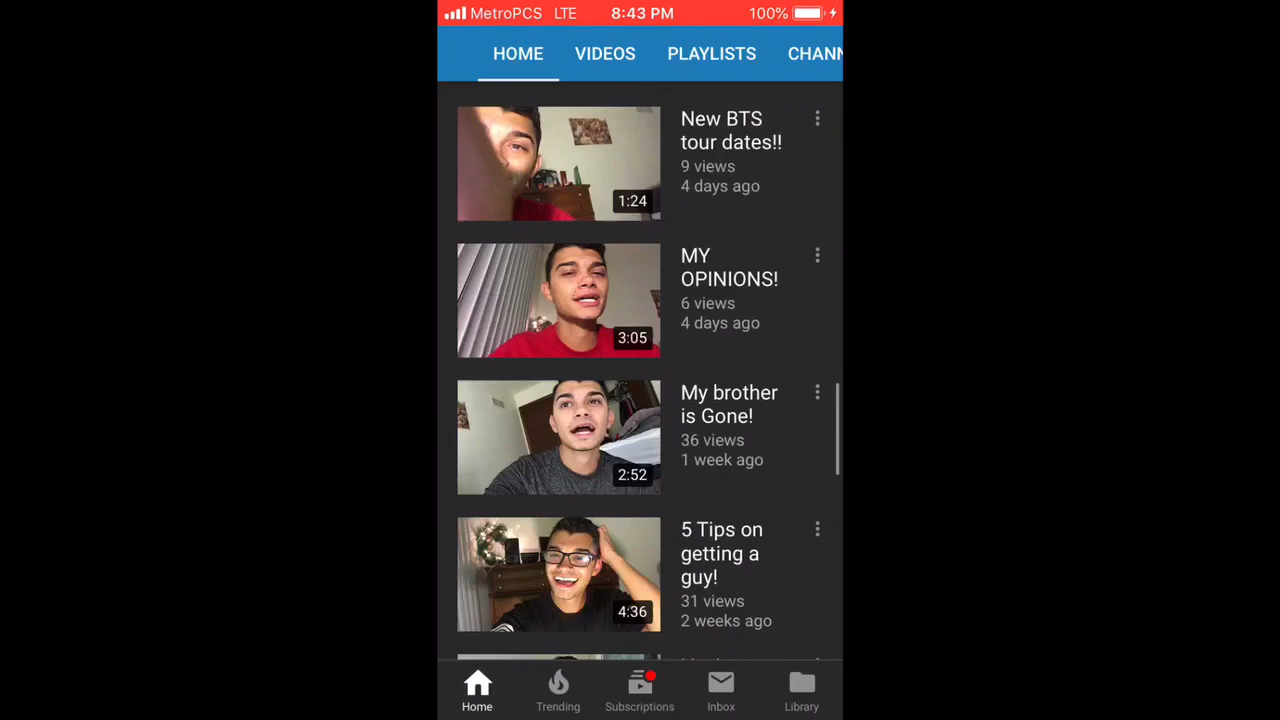 MetroPCS LTE 8:43 PM 100%
HOME VIDEOS PLAYLISTS CHANN
New BTS
tour dates!!
9 views
4 days ago
1:24
MY
OPINIONS!
6 views
4 days ago
3:05
My brother
is Gone!
36 views
1 week ago
2:52
5 Tips on
getting a
guy!
31 views
2 weeks ago
4:36
Home Trending Subscriptions Inbox Library